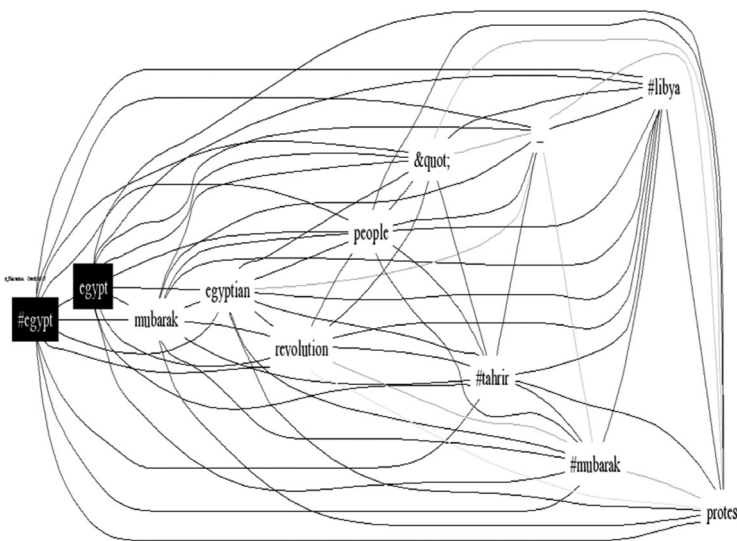 #libya
_
&quot;
people
egypt
egyptian
#egypt
mubarak
revolution
#tahrir
#mubarak
protes